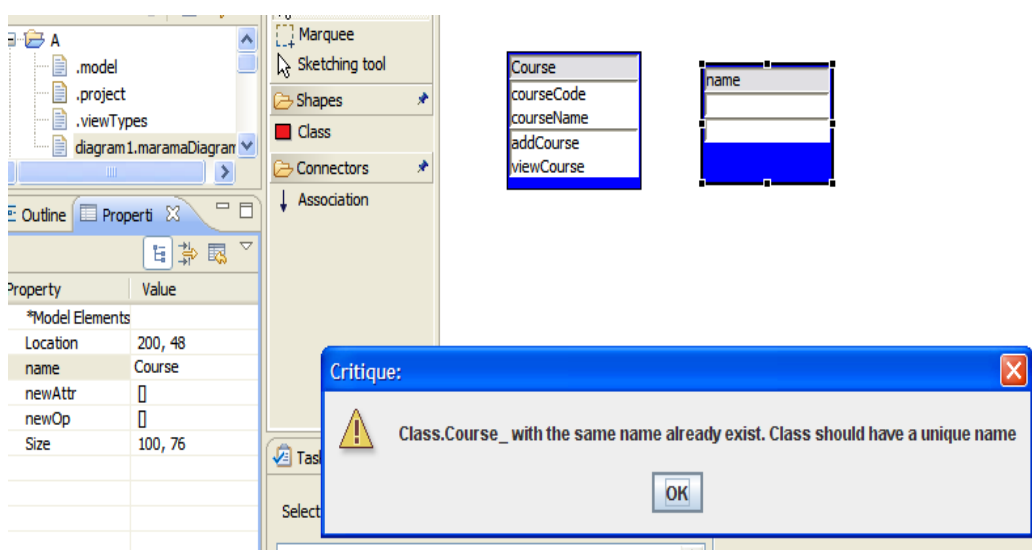 A
.model
.project
.viewTypes
diagram1.maramaDiagram
Outline
Properti
Property Value
*Model Elements
Location 200, 48
name Course
newAttr []
newOp []
Size 100, 76
Marquee
Sketching tool
Shapes
Class
Connectors
Association
Course
courseCode
courseName
addCourse
viewCourse
name
Critique:
Class.Course_ with the same name already exist. Class should have a unique name
OK
Task
Select